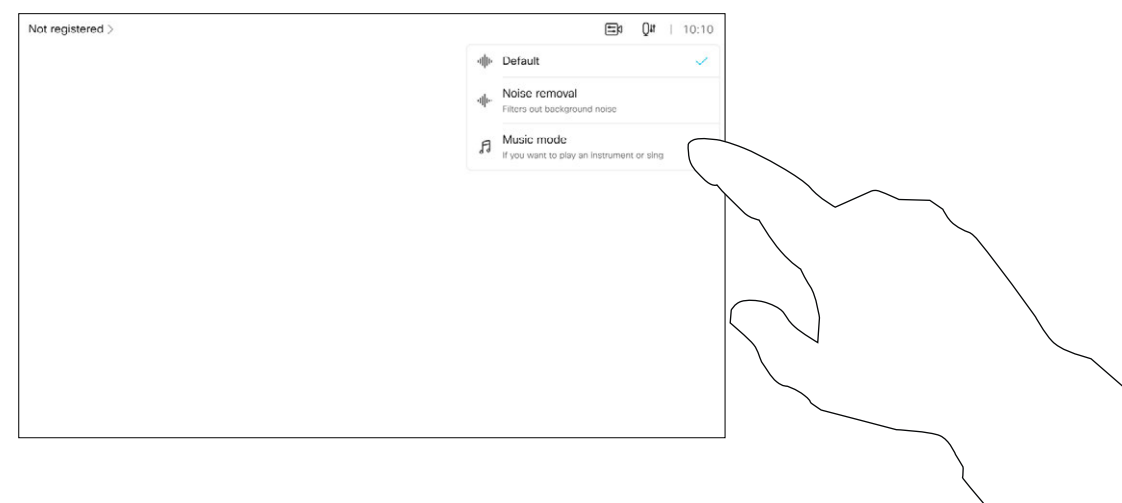 Not registered >
| 10:10
Default
Noise removal
Filters out background noise
Music mode
If you want to play an instrument or sing